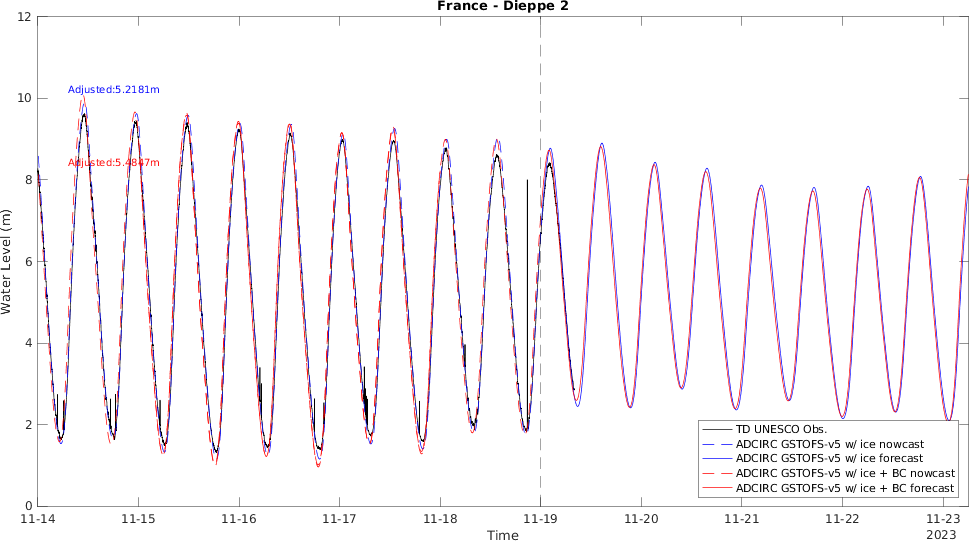 France - Dieppe 2
12
10
8
6
4
2
0
Water Level (m)
Adjusted:5.2181m
Adjusted:5.4847m
TD UNESCO Obs.
ADCIRC GSTOFS-v5 w/ ice nowcast
ADCIRC GSTOFS-v5 w/ ice forecast
ADCIRC GSTOFS-v5 w/ ice + BC nowcast
ADCIRC GSTOFS-v5 w/ ice + BC forecast
11-14 11-15 11-16 11-17 11-18 11-19 11-20 11-21 11-22 11-23
Time
2023